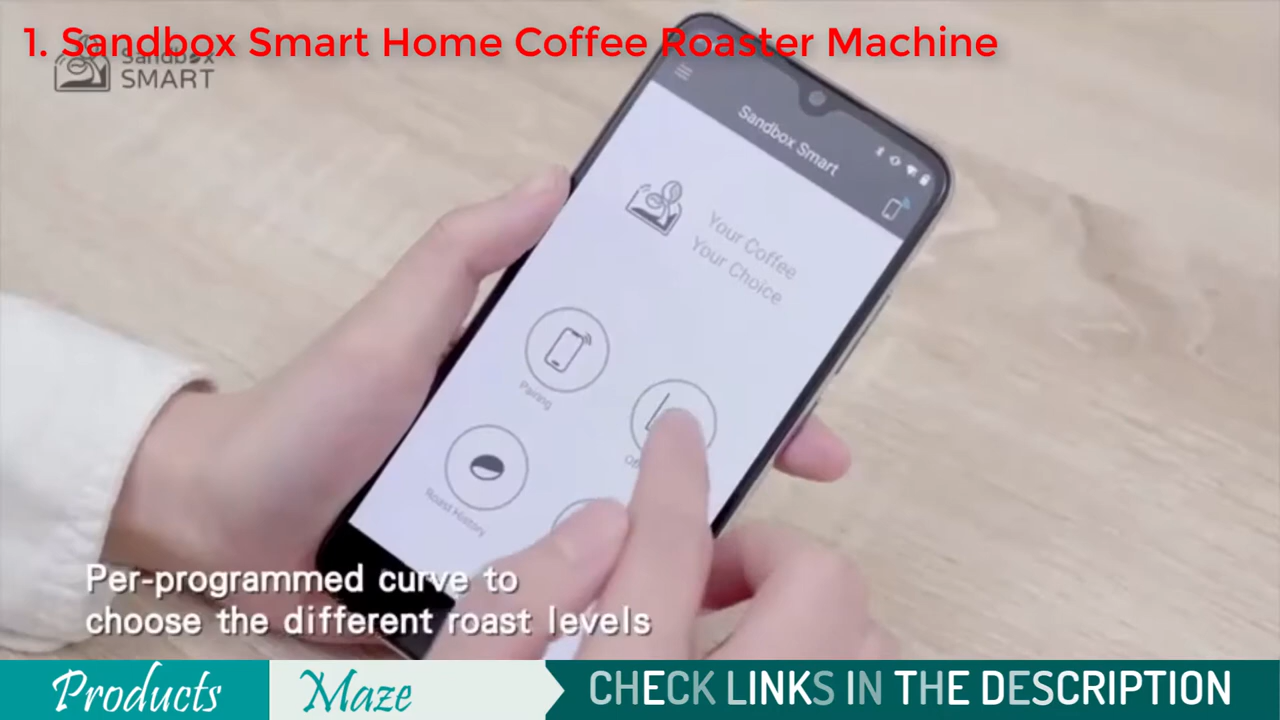 1. Sandbox Smart Home Coffee Roaster Machine
Sandbox
SMART
Sandbox Smart
Your Coffee
Your Choice
Pairing
Roast History
Per-programmed curve to
choose the different roast levels
Products Maze
CHECK LINKS IN THE DESCRIPTION